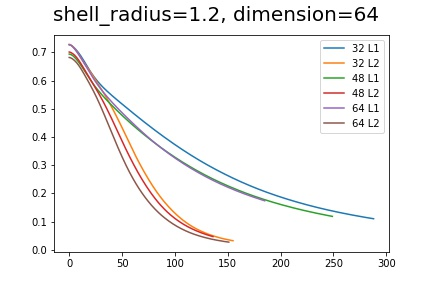 shell_radius=1.2, dimension=64
0.7
0.6
0.5
0.4
0.3
0.2
0.1
0.0
32 L1
32 L2
48 L1
48 L2
64 L1
64 L2
0 50 100 150 200 250 300